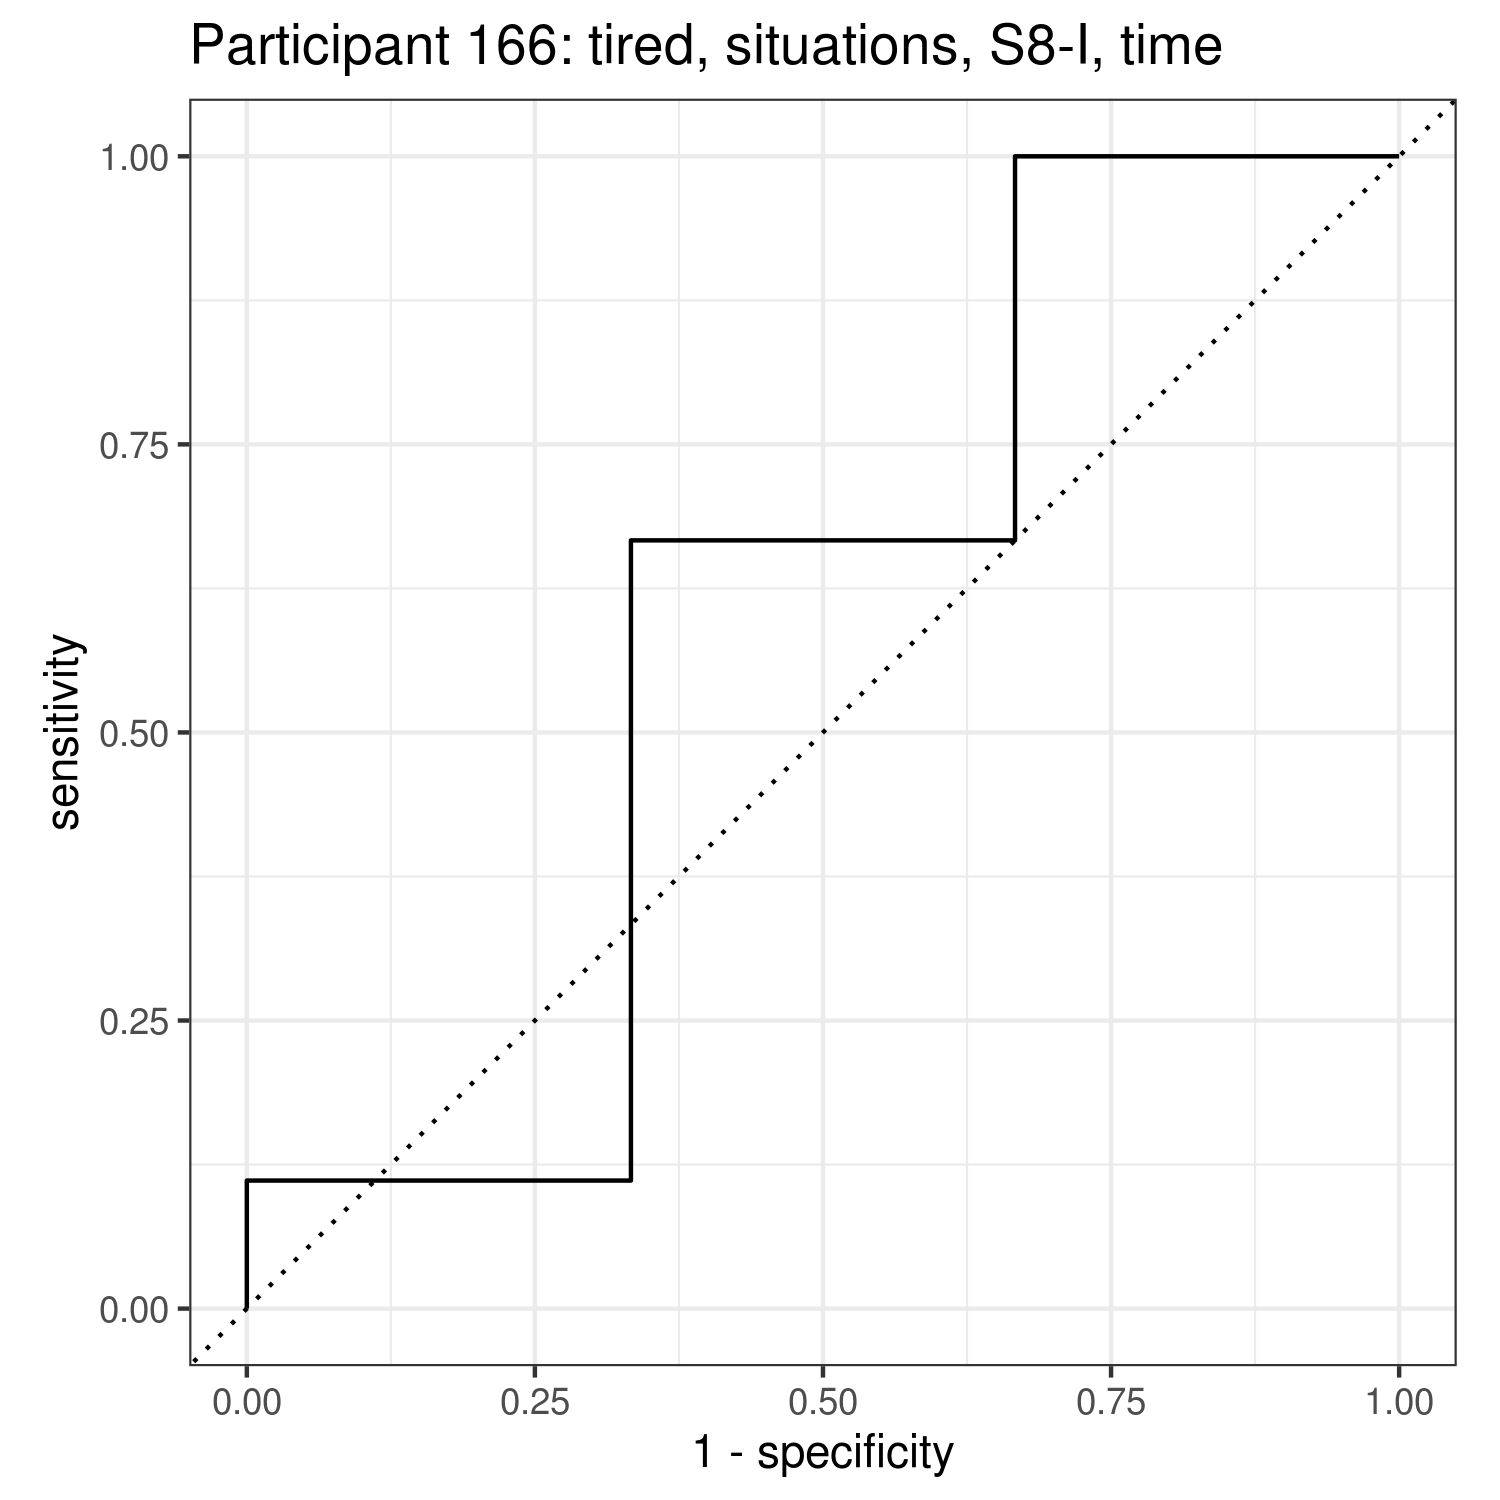 Participant 166: tired, situations, S8-I, time
1.00
0.75
0.50
0.25
0.00
sensitivity
0.00 0.25 0.50 0.75 1.00
1 - specificity